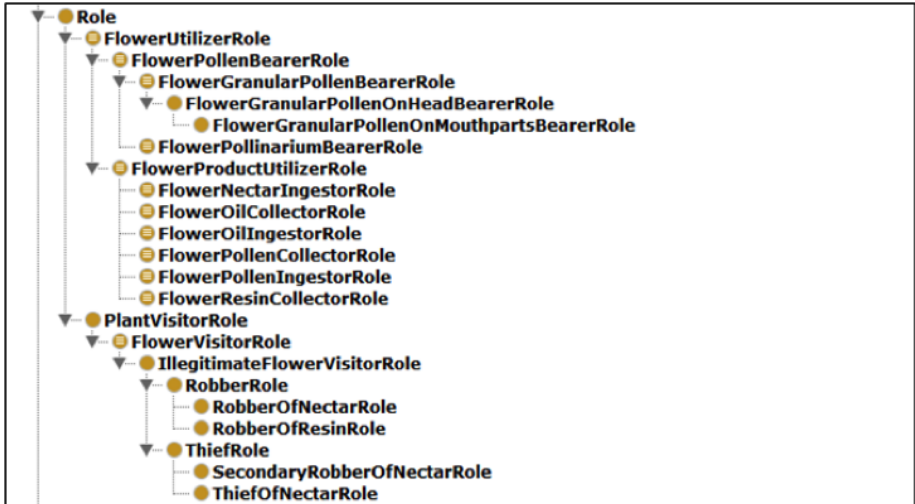 Role
FlowerUtilizerRole
FlowerPollenBearerRole
FlowerGranularPollenBearerRole
FlowerGranularPollenOnHeadBearerRole
FlowerGranularPollenOnMouthpartsBearerRole
FlowerPollinariumBearerRole
FlowerProductUtilizerRole
FlowerNectarIngestorRole
FlowerOilCollectorRole
FlowerOilIngestorRole
FlowerPollenCollectorRole
FlowerPollenIngestorRole
FlowerResinCollectorRole
PlantVisitorRole
FlowerVisitorRole
IllegitimateFlowerVisitorRole
RobberRole
RobberOfNectarRole
RobberOfResinRole
ThiefRole
SecondaryRobberOfNectarRole
ThiefOfNectarRole